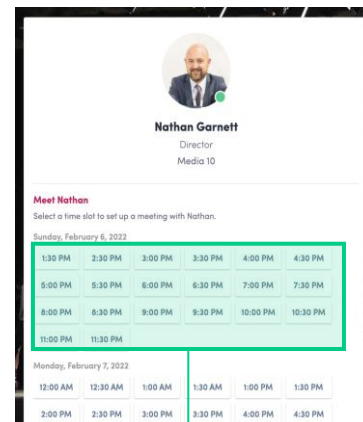 Nathan Garnett
Director
Media 10
Meet Nathan
Select a time slot to set up a meeting with Nathan.
Sunday, February 6, 2022
1:30 PM 2:30 PM 3:00 PM 3:30 PM 4:00 PM 4:30 PM
5:00 PM 5:30 PM 6:00 PM 6:30 PM 7:00 PM 7:30 PM
8:00 PM 8:30 PM 9:00 PM 9:30 PM 10:00 PM 10:30 PM
11:00 PM 11:30 PM
Monday, February 7, 2022
12:00 AM 12:30 AM 1:00 AM 1:30 AM 1:00 PM 1:30 PM
2:00 PM 2:30 PM 3:00 PM 3:30 PM 4:00 PM 4:30 PM